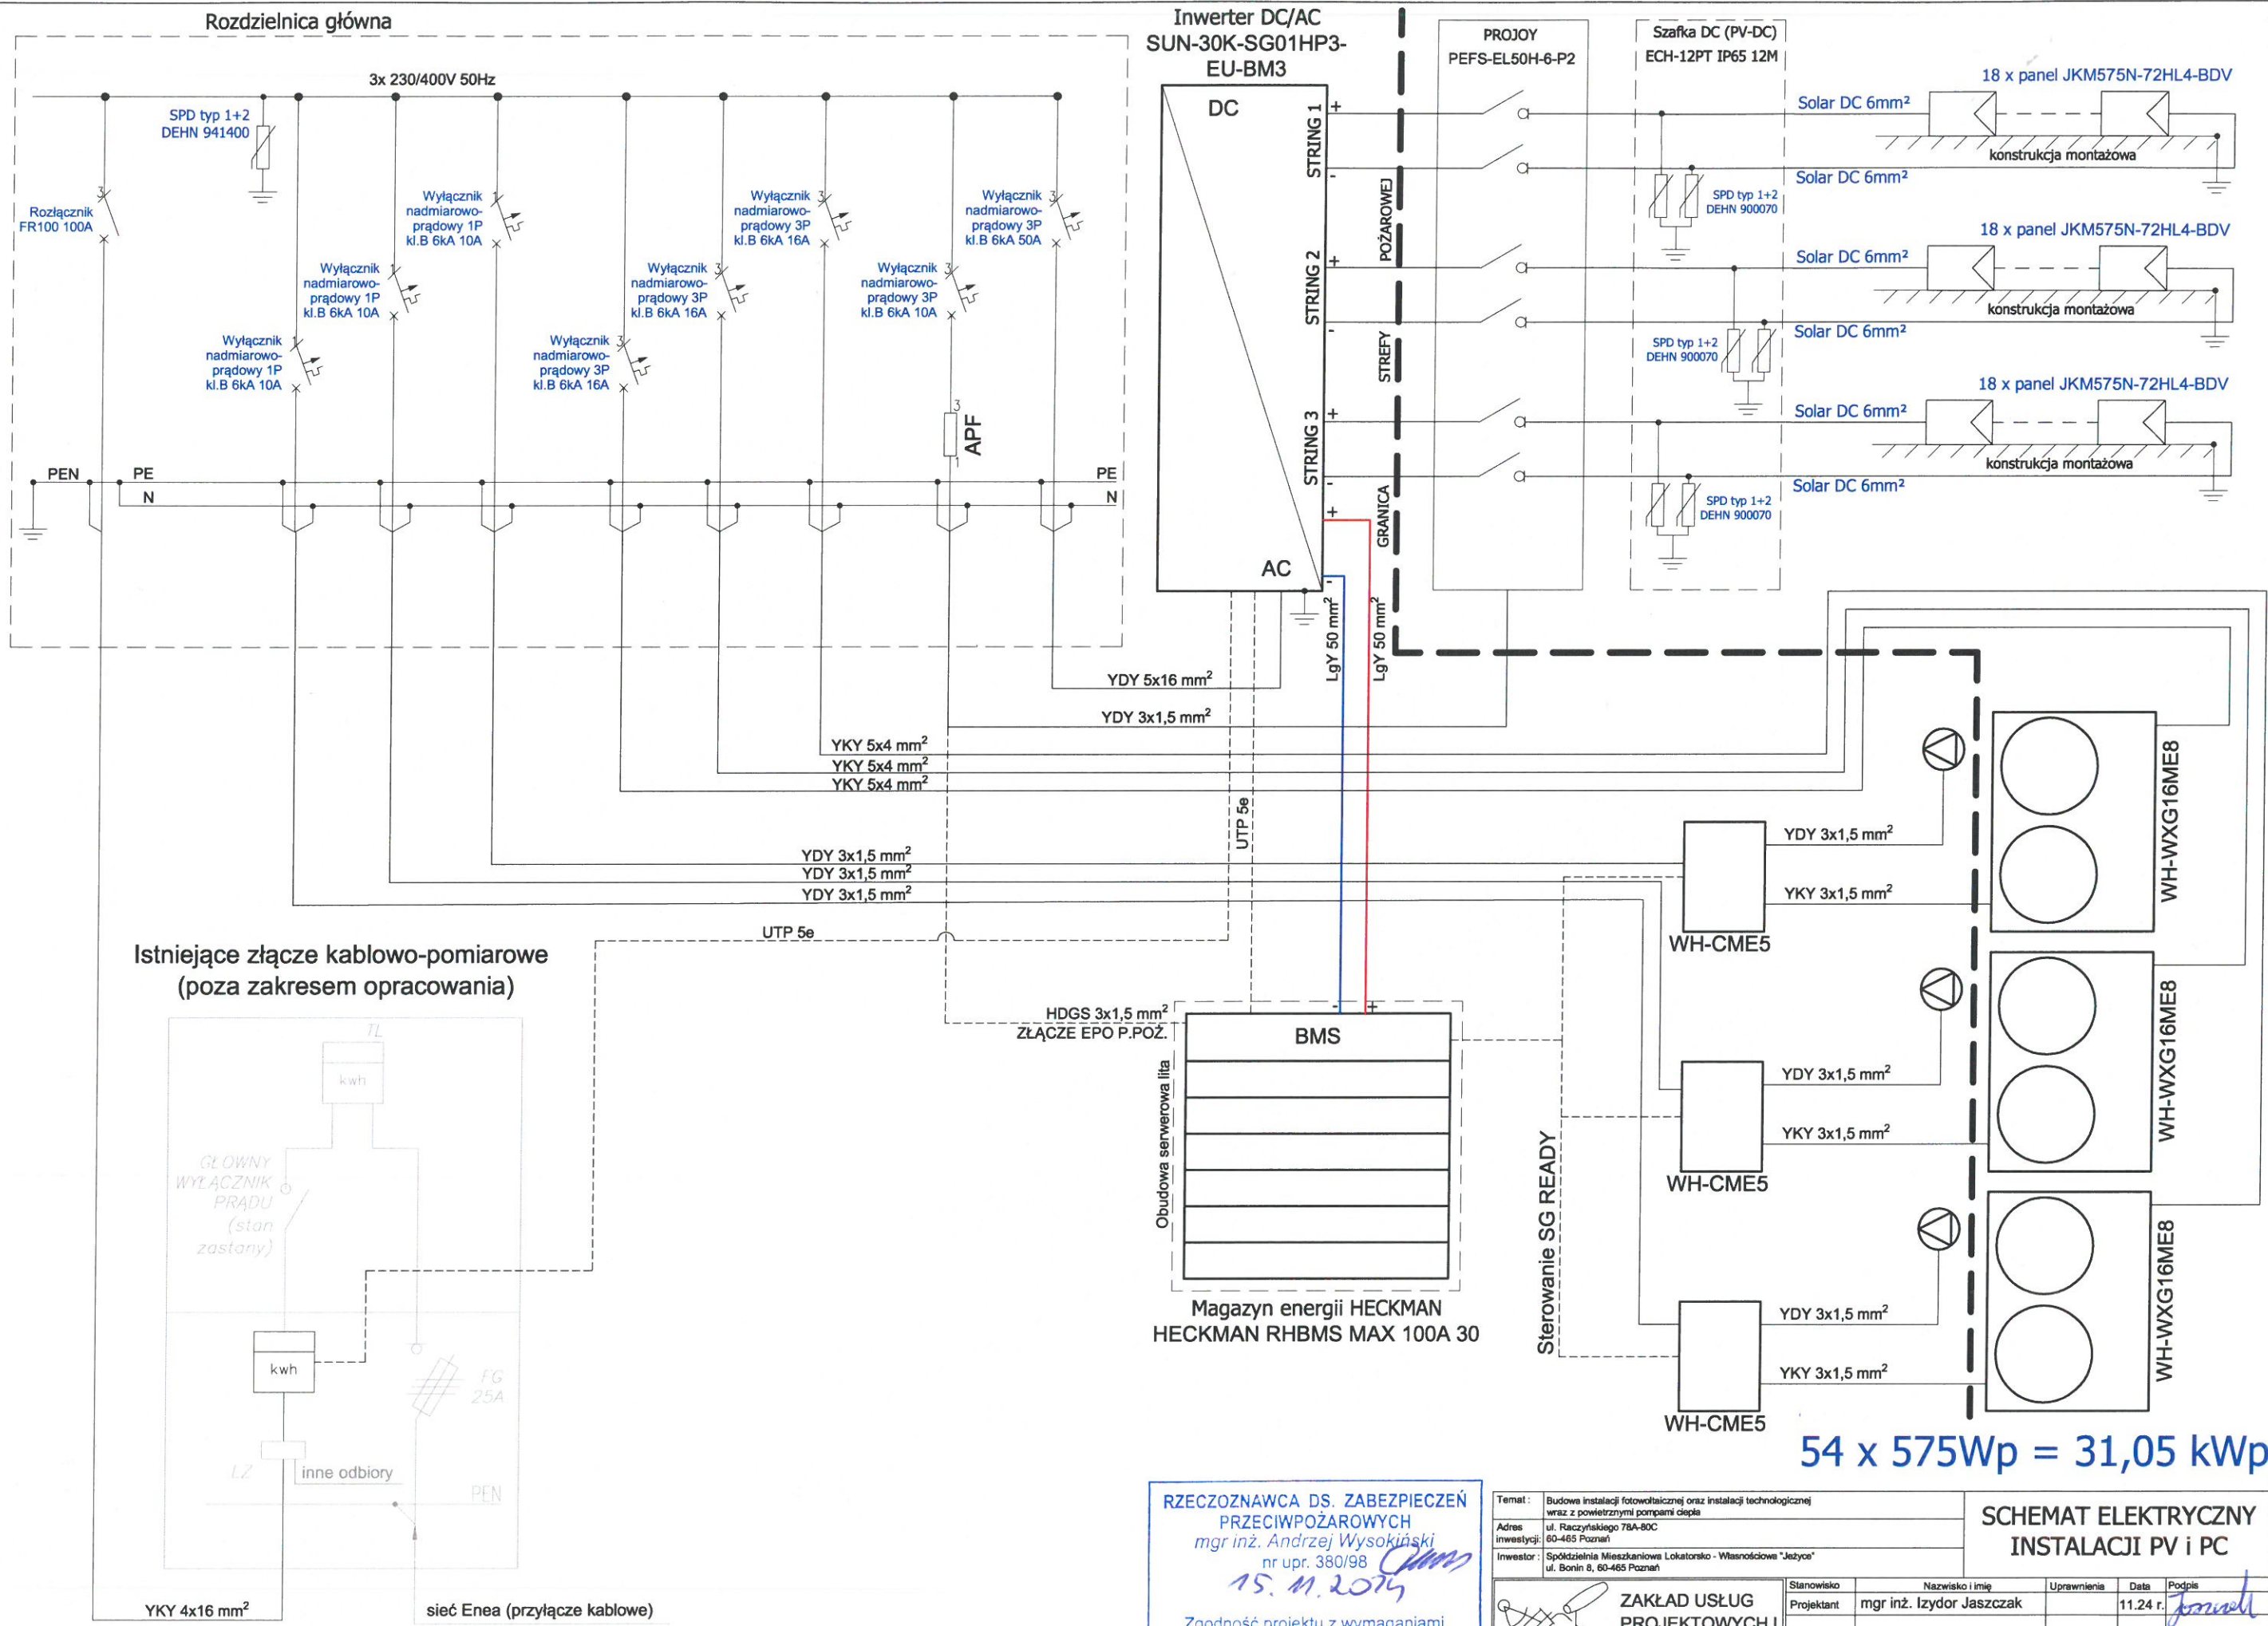 Rozdzielnica główna
3x 230/400V 50Hz
SPD typ 1+2
DEHN 941400
Rozłącznik
FR100 100A
3
Wyłącznik
nadmiarowo-
prądowy 1P
kl.B 6kA 10A
1
Wyłącznik
nadmiarowo-
prądowy 1P
kl.B 6kA 10A
1
Wyłącznik
nadmiarowo-
prądowy 1P
kl.B 6kA 10A
1
Wyłącznik
nadmiarowo-
prądowy 3P
kl.B 6kA 16A
3
Wyłącznik
nadmiarowo-
prądowy 3P
kl.B 6kA 16A
3
Wyłącznik
nadmiarowo-
prądowy 3P
kl.B 6kA 16A
3
Wyłącznik
nadmiarowo-
prądowy 3P
kl.B 6kA 10A
3
Wyłącznik
nadmiarowo-
prądowy 3P
kl.B 6kA 50A
3
3
APF
1
PEN
PE
N
PE
N
Inwerter DC/AC
SUN-30K-SG01HP3-
EU-BM3
DC
AC
STRING 1
+
-
STRING 2
+
-
STRING 3
+
-
+
-
GRANICA STREFY POŻAROWEJ
PROJOY
PEFS-EL50H-6-P2
Szafka DC (PV-DC)
ECH-12PT IP65 12M
18 x panel JKM575N-72HL4-BDV
Solar DC 6mm²
konstrukcja montażowa
Solar DC 6mm²
SPD typ 1+2
DEHN 900070
18 x panel JKM575N-72HL4-BDV
Solar DC 6mm²
konstrukcja montażowa
Solar DC 6mm²
SPD typ 1+2
DEHN 900070
18 x panel JKM575N-72HL4-BDV
Solar DC 6mm²
konstrukcja montażowa
Solar DC 6mm²
SPD typ 1+2
DEHN 900070
LgY 50 mm²
LgY 50 mm²
YDY 5x16 mm²
YDY 3x1,5 mm²
YKY 5x4 mm²
YKY 5x4 mm²
YKY 5x4 mm²
UTP 5e
YDY 3x1,5 mm²
YDY 3x1,5 mm²
YDY 3x1,5 mm²
UTP 5e
YDY 3x1,5 mm²
YKY 3x1,5 mm²
WH-CME5
WH-WXG16ME8
YDY 3x1,5 mm²
YKY 3x1,5 mm²
WH-CME5
WH-WXG16ME8
YDY 3x1,5 mm²
YKY 3x1,5 mm²
WH-CME5
WH-WXG16ME8
Sterowanie SG READY
HDGS 3x1,5 mm²
ZŁĄCZE EPO P.POŻ.
-
+
BMS
Obudowa serwerowa lita
Magazyn energii HECKMAN
HECKMAN RHBMS MAX 100A 30
Istniejące złącze kablowo-pomiarowe
(poza zakresem opracowania)
TL
kwh
GŁOWNY
WYŁĄCZNIK
PRĄDU
(stan
zastany)
kwh
FG
25A
LZ
inne odbiory
PEN
YKY 4x16 mm²
sieć Enea (przyłącze kablowe)
54 x 575Wp = 31,05 kWp
RZECZOZNAWCA DS. ZABEZPIECZEŃ
PRZECIWPOŻAROWYCH
mgr inż. Andrzej Wysokiński
nr upr. 380/98
Zgodność projektu z wymaganiami
Temat : Budowa instalacji fotowoltaicznej oraz instalacji technologicznej
wraz z powietrznymi pompami ciepła
Adres inwestycji: ul. Raczyńskiego 78A-80C
60-465 Poznań
Inwestor : Spółdzielnia Mieszkaniowa Lokatorsko - Własnościowa "Jeżyce"
ul. Bonin 8, 60-465 Poznań
SCHEMAT ELEKTRYCZNY
INSTALACJI PV i PC
ZAKŁAD USŁUG
PROJEKTOWYCH I
Stanowisko Nazwisko i imię Uprawnienia Data Podpis
Projektant mgr inż. Izydor Jaszczak 11.24 r.